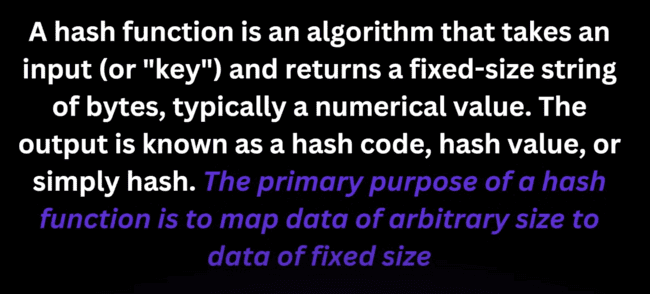 A hash function is an algorithm that takes an
input (or "key") and returns a fixed-size string
of bytes, typically a numerical value. The
output is known as a hash code, hash value, or
simply hash. The primary purpose of a hash
function is to map data of arbitrary size to
data of fixed size